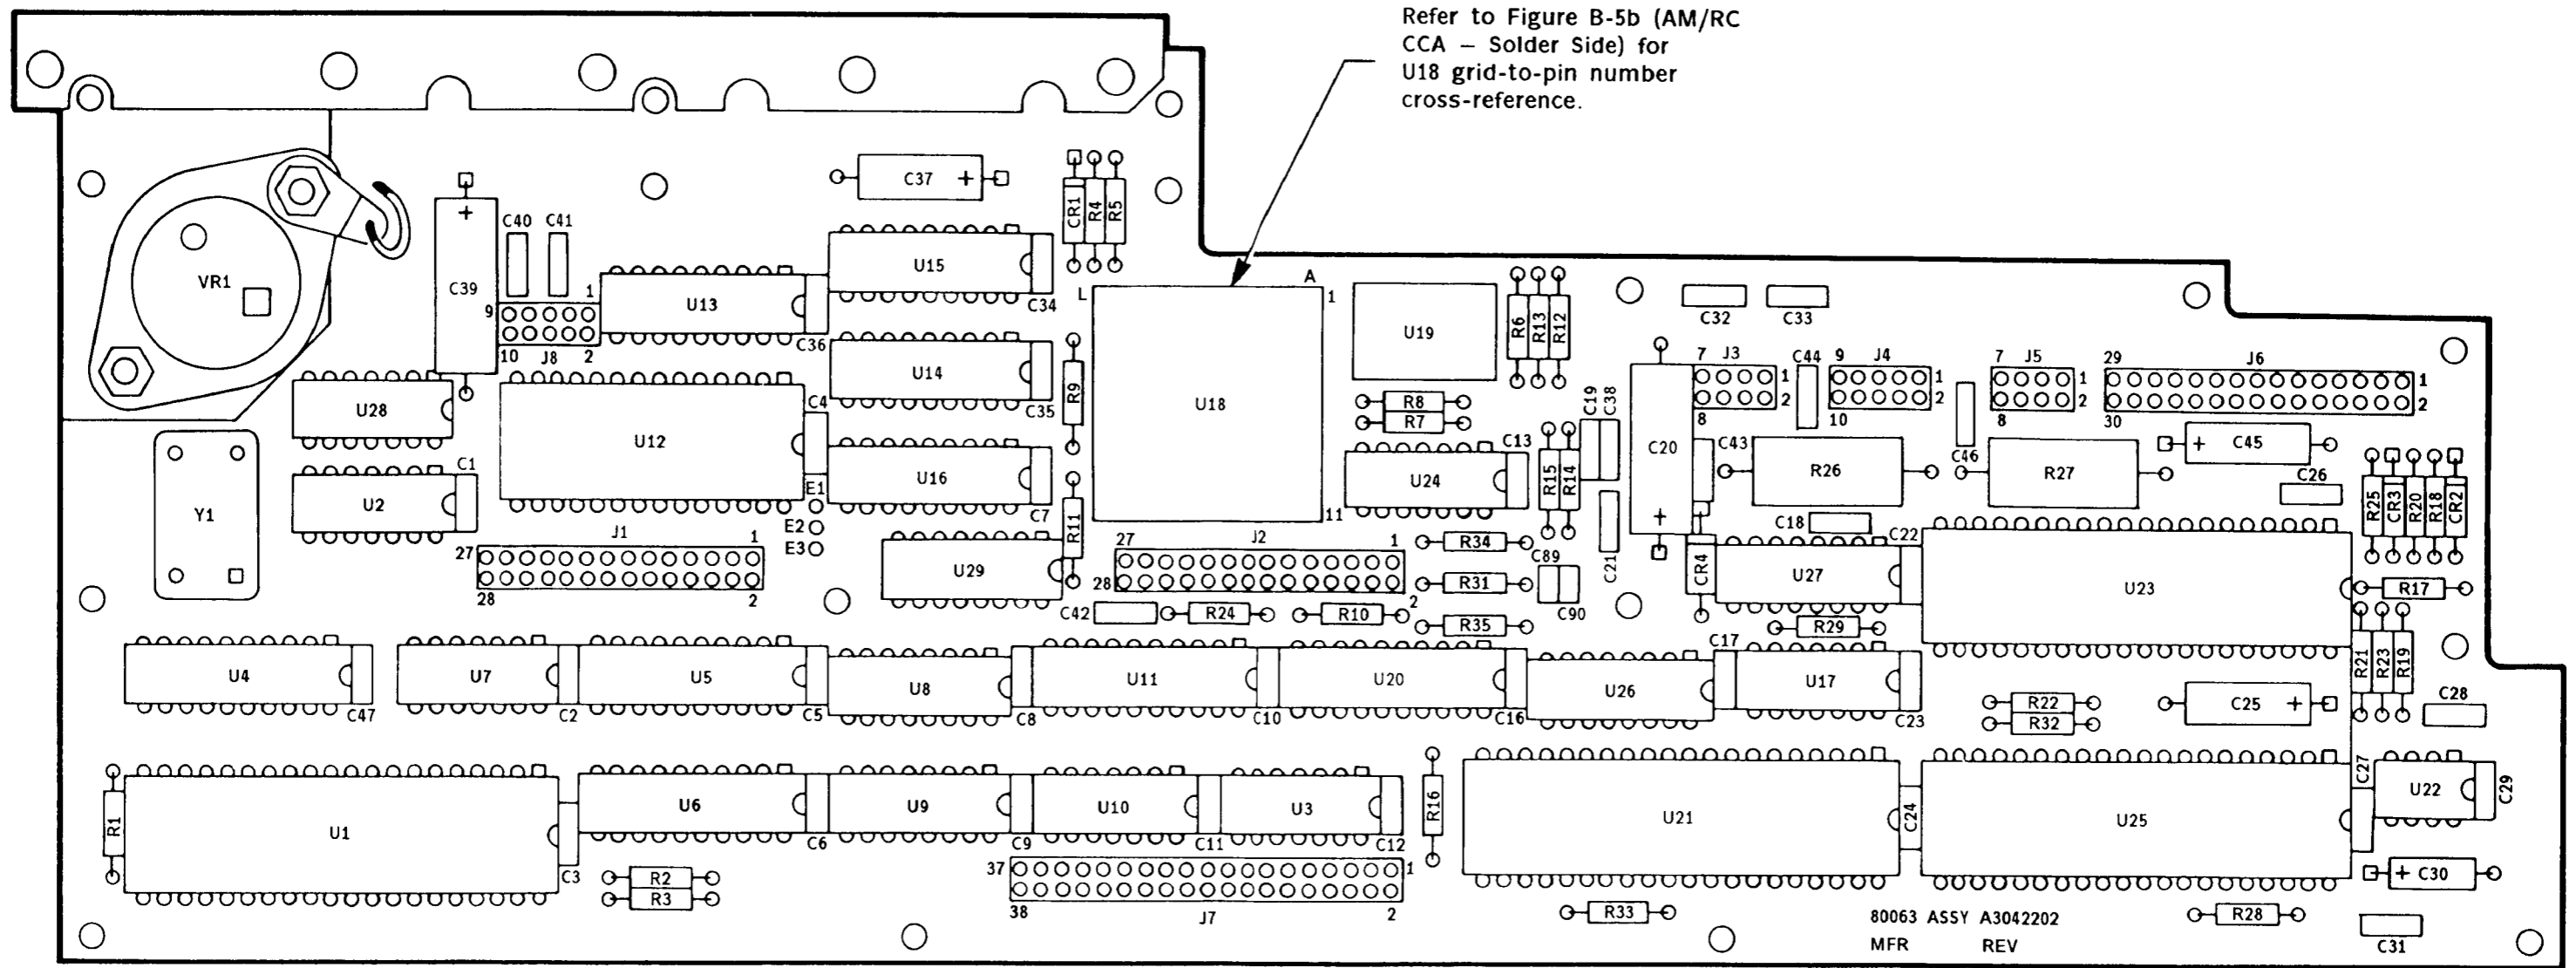 Refer to Figure B-5b (AM/RC
CCA – Solder Side) for
U18 grid-to-pin number
cross-reference.
C37 +
CR1
R4
R5
+
C39
C40
C41
VR1
U15
C34
U13
C36
9
1
10
J8
2
U14
C35
L
A
1
U18
11
U19
R6
R13
R12
C32
C33
R9
R8
R7
U28
U12
C4
U2
C1
Y1
U16
C7
E1
E2
E3
R11
U24
C13
R15
R14
C19
C38
C20
+
7
J3
1
2
8
C43
C44
9
J4
1
2
10
C46
7
J5
1
2
8
29
J6
1
2
30
R26
R27
+ C45
C26
R25
CR3
R20
R18
CR2
27
J1
1
28
2
U29
27
J2
1
28
2
C42
R24
R10
R34
R31
R35
C89
C90
C21
CR4
C18
U27
C22
R29
U23
R17
R21
R23
R19
U4
C47
U7
C2
U5
C5
U8
C8
U11
C10
U20
C16
U26
C17
U17
C23
R22
R32
C25 +
C28
R1
U1
C3
U6
C6
U9
C9
U10
C11
U3
C12
R16
U21
C24
U25
C27
U22
C29
R2
R3
37
1
38
J7
2
R33
80063 ASSY A3042202
MFR REV
R28
+ C30
C31